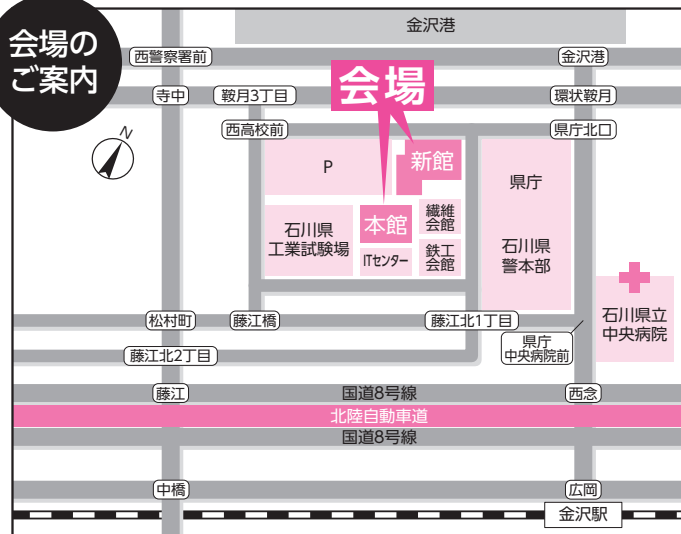 会場の
ご案内
金沢港
西警察署前
金沢港
寺中
鞍月3丁目
会場
環状鞍月
西高校前
県庁北口
N
P
新館
県庁
本館
繊維
会館
石川県
工業試験場
ITセンター
鉄工
会館
石川県
警本部
石川県立
中央病院
松村町
藤江橋
藤江北1丁目
県庁
中央病院前
藤江北2丁目
藤江
国道8号線
西念
北陸自動車道
国道8号線
中橋
広岡
金沢駅